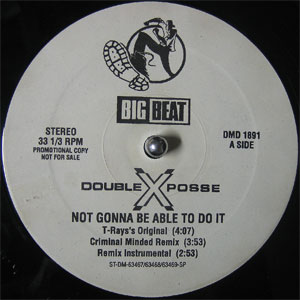 BIG BEAT
STEREO
33 1/3 RPM
PROMOTIONAL COPY
NOT FOR SALE
DMD 1891
A SIDE
DOUBLE X POSSE
NOT GONNA BE ABLE TO DO IT
T-Rays's Original (4:07)
Criminal Minded Remix (3:53)
Remix Instrumental (2:53)
ST-DM-63467/63468/63469-SP